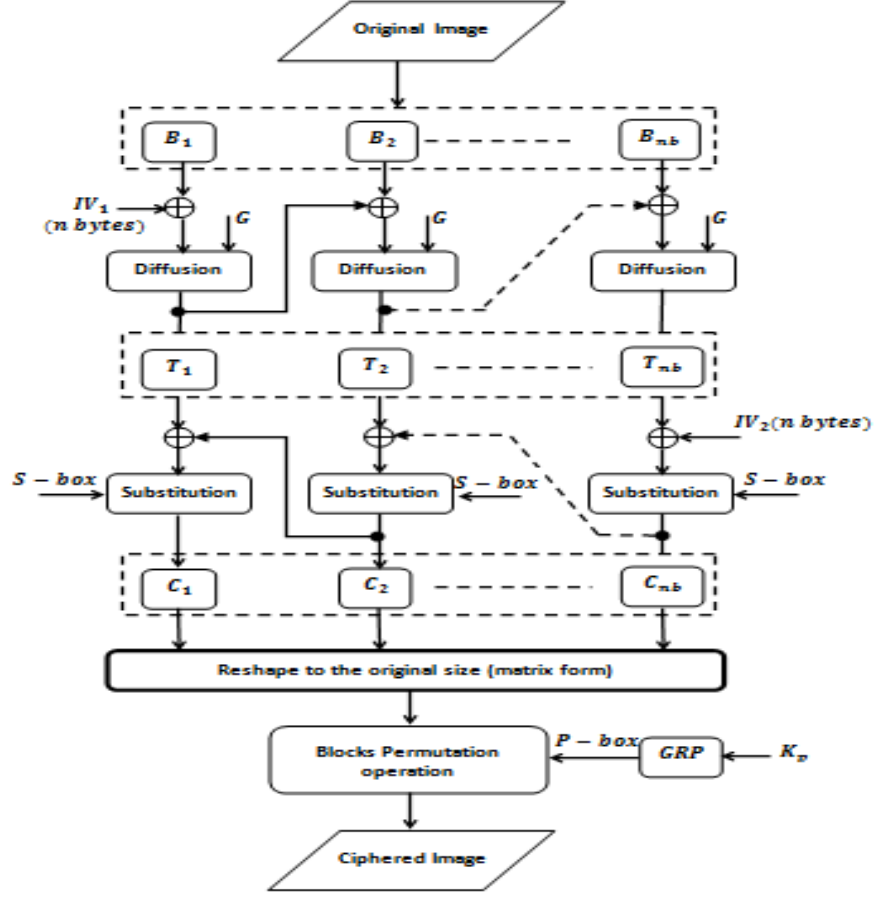 Original Image
B₁ B₂ Bₙb
IV₁
(n bytes)
G G G
Diffusion Diffusion Diffusion
T₁ T₂ Tₙb
IV₂(n bytes)
S − box S − box S − box
Substitution Substitution Substitution
C₁ C₂ Cₙb
Reshape to the original size (matrix form)
P − box
Blocks Permutation
operation
GRP Kₚ
Ciphered Image